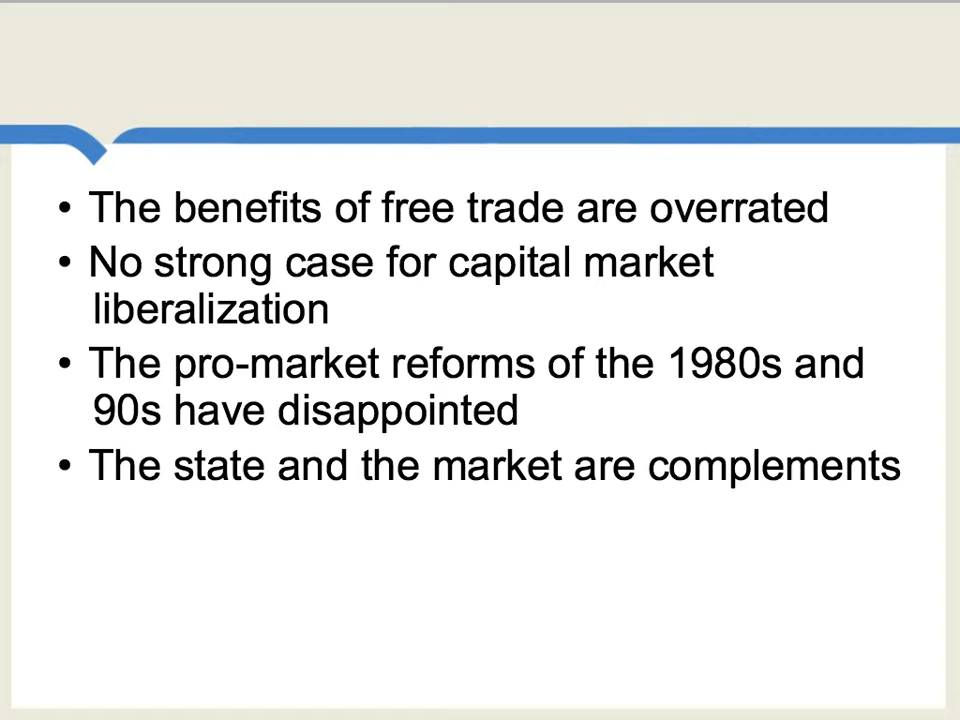 • The benefits of free trade are overrated
• No strong case for capital market
liberalization
• The pro-market reforms of the 1980s and
90s have disappointed
• The state and the market are complements